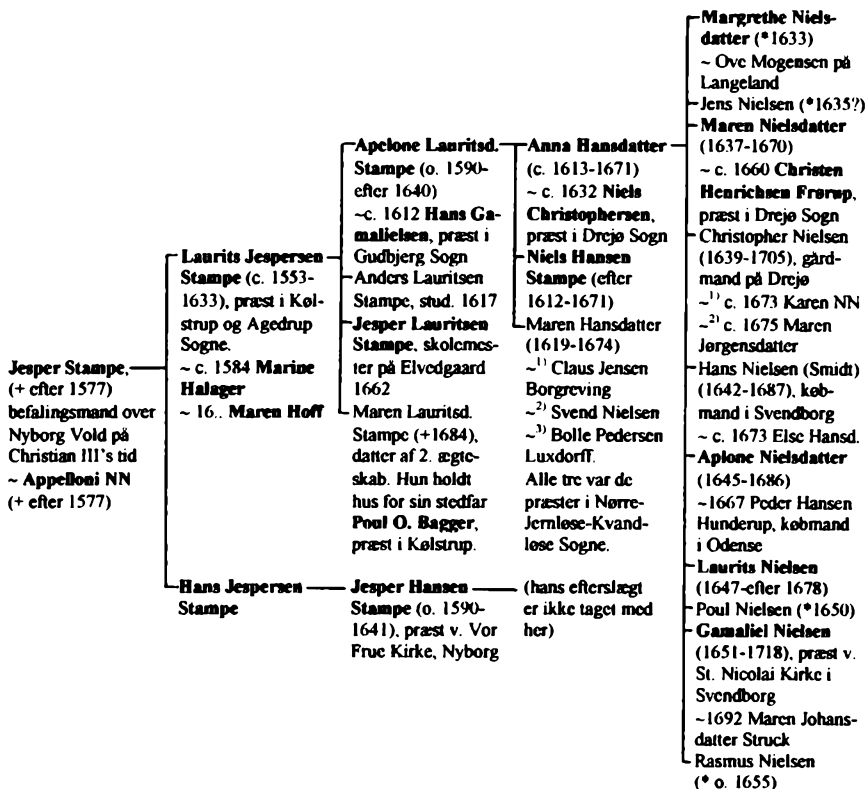 Jesper Stampe,
(+ efter 1577)
befalingsmand over
Nyborg Vold på
Christian III's tid
~ Appelloni NN
(+ efter 1577)
Laurits Jespersen
Stampe (c. 1553-
1633), præst i Køl-
strup og Agedrup
Sogne.
~ c. 1584 Marine
Halager
~ 16.. Maren Hoff
Hans Jespersen
Stampe
Apelone Lauritsd.
Stampe (o. 1590-
efter 1640)
~c. 1612 Hans Ga-
malielsen, præst i
Gudbjerg Sogn
Anders Lauritsen
Stampe, stud. 1617
Jesper Lauritsen
Stampe, skolemes-
ter på Elvedgaard
1662
Maren Lauritsd.
Stampe (+1684),
datter af 2. ægte-
skab. Hun holdt
hus for sin stedfar
Poul O. Bagger,
præst i Kølstrup.
Jesper Hansen
Stampe (o. 1590-
1641), præst v. Vor
Frue Kirke, Nyborg
Anna Hansdatter
(c. 1613-1671)
~ c. 1632 Niels
Christophersen,
præst i Drejø Sogn
Niels Hansen
Stampe (efter
1612-1671)
Maren Hansdatter
(1619-1674)
~1) Claus Jensen
Borgreving
~2) Svend Nielsen
~3) Bolle Pedersen
Luxdorff.
Alle tre var de
præster i Nørre-
Jernløse-Kvand-
løse Sogne.
(hans efterslægt
er ikke taget med
her)
Margrethe Niels-
datter (*1633)
~ Ove Mogensen på
Langeland
Jens Nielsen (*1635?)
Maren Nielsdatter
(1637-1670)
~ c. 1660 Christen
Henrichsen Frørup,
præst i Drejø Sogn
Christopher Nielsen
(1639-1705), gård-
mand på Drejø
~1) c. 1673 Karen NN
~2) c. 1675 Maren
Jørgensdatter
Hans Nielsen (Smidt)
(1642-1687), køb-
mand i Svendborg
~ c. 1673 Else Hansd.
Aplone Nielsdatter
(1645-1686)
~1667 Peder Hansen
Hunderup, købmand
i Odense
Laurits Nielsen
(1647-efter 1678)
Poul Nielsen (*1650)
Gamaliel Nielsen
(1651-1718), præst v.
St. Nicolai Kirke i
Svendborg
~1692 Maren Johans-
datter Struck
Rasmus Nielsen
(* o. 1655)